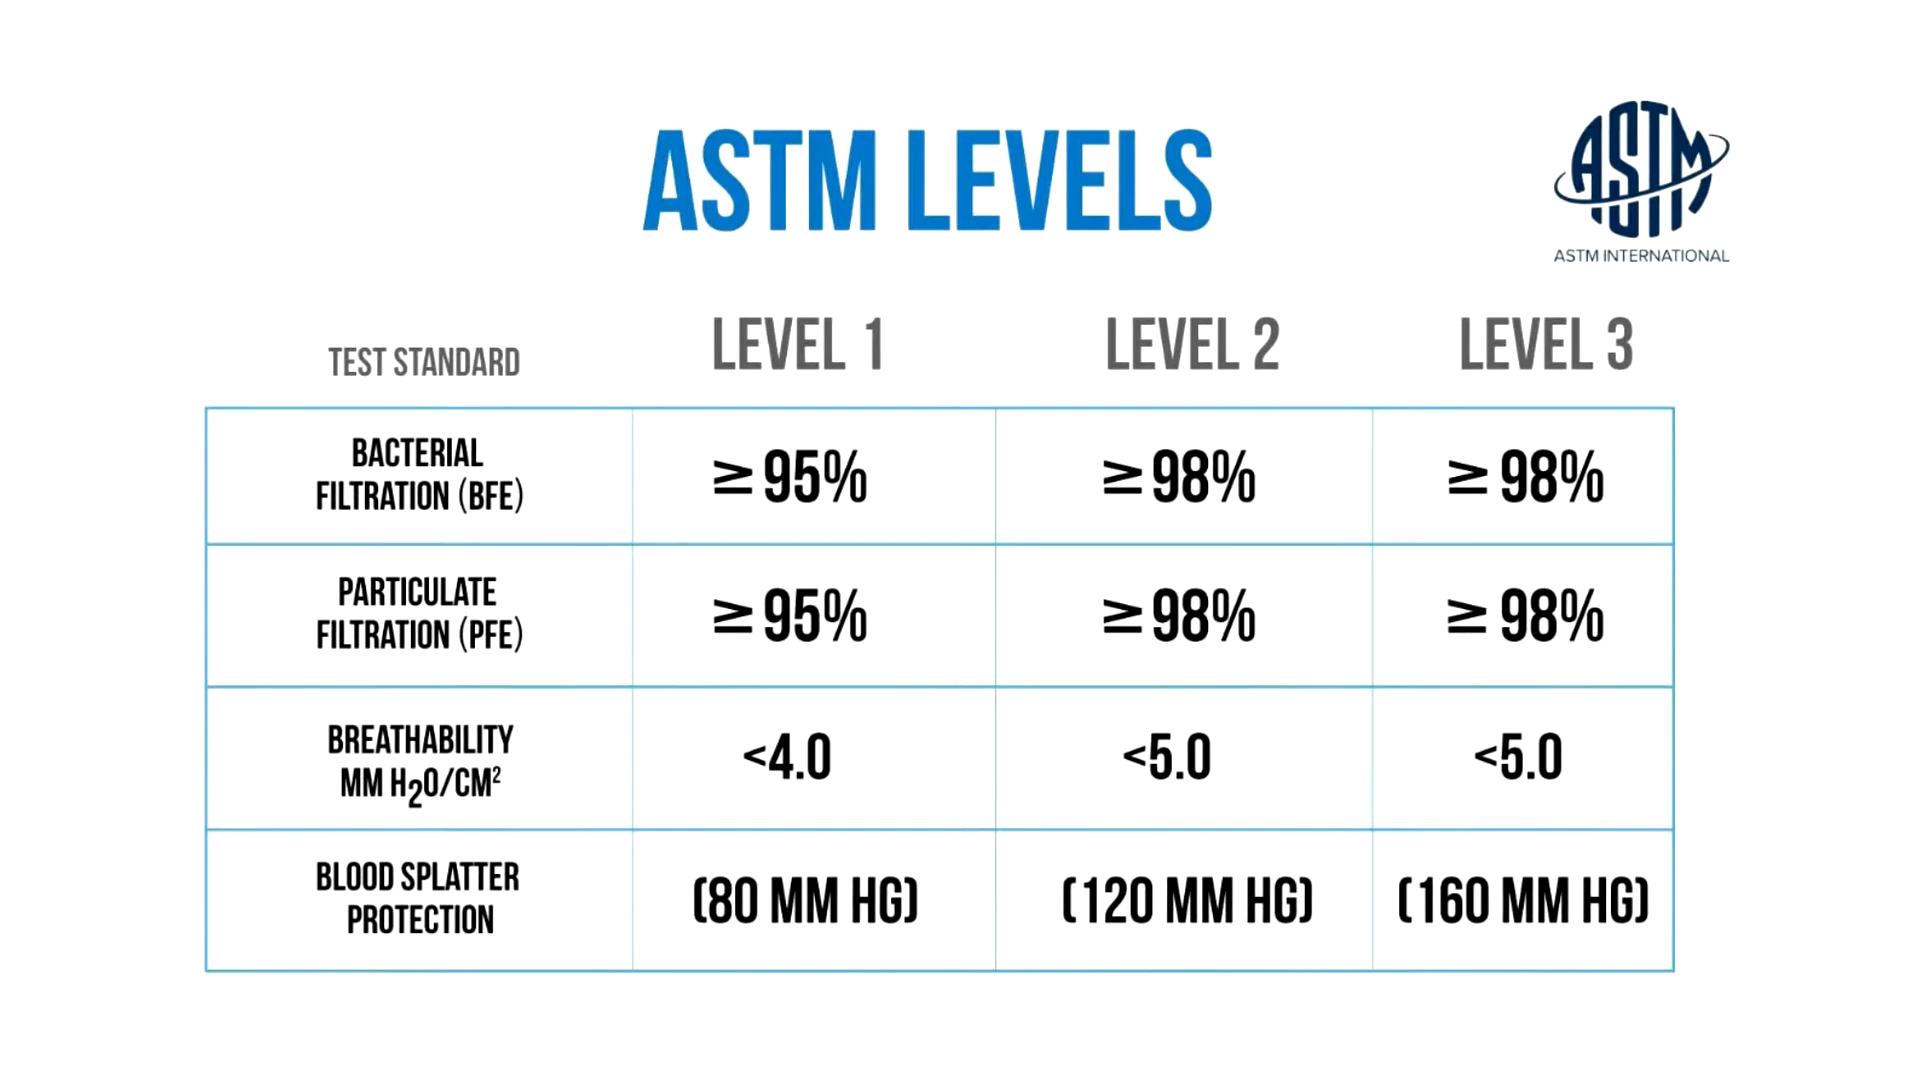 ASTM LEVELS
ASTM
ASTM INTERNATIONAL
TEST STANDARD LEVEL 1 LEVEL 2 LEVEL 3
BACTERIAL
FILTRATION (BFE)
≥ 95% ≥ 98% ≥ 98%
PARTICULATE
FILTRATION (PFE)
≥ 95% ≥ 98% ≥ 98%
BREATHABILITY
MM H₂O/CM²
<4.0 <5.0 <5.0
BLOOD SPLATTER
PROTECTION
(80 MM HG) (120 MM HG) (160 MM HG)